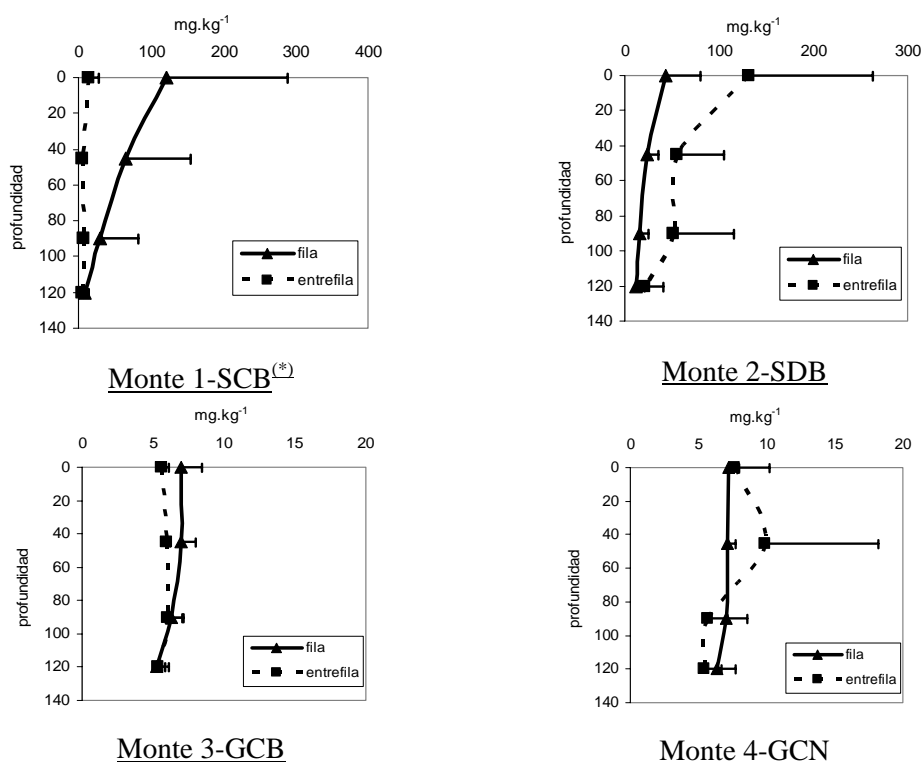 mg.kg-1
0 100 200 300 400
0
20
40
60
80
100
120
140
profundidad
fila
entrefila
Monte 1-SCB(*)
mg.kg-1
0 100 200 300
0
20
40
60
80
100
120
140
profundidad
fila
entrefila
Monte 2-SDB
mg.kg-1
0 5 10 15 20
0
20
40
60
80
100
120
140
profundidad
fila
entrefila
Monte 3-GCB
mg.kg-1
0 5 10 15 20
0
20
40
60
80
100
120
140
profundidad
fila
entrefila
Monte 4-GCN